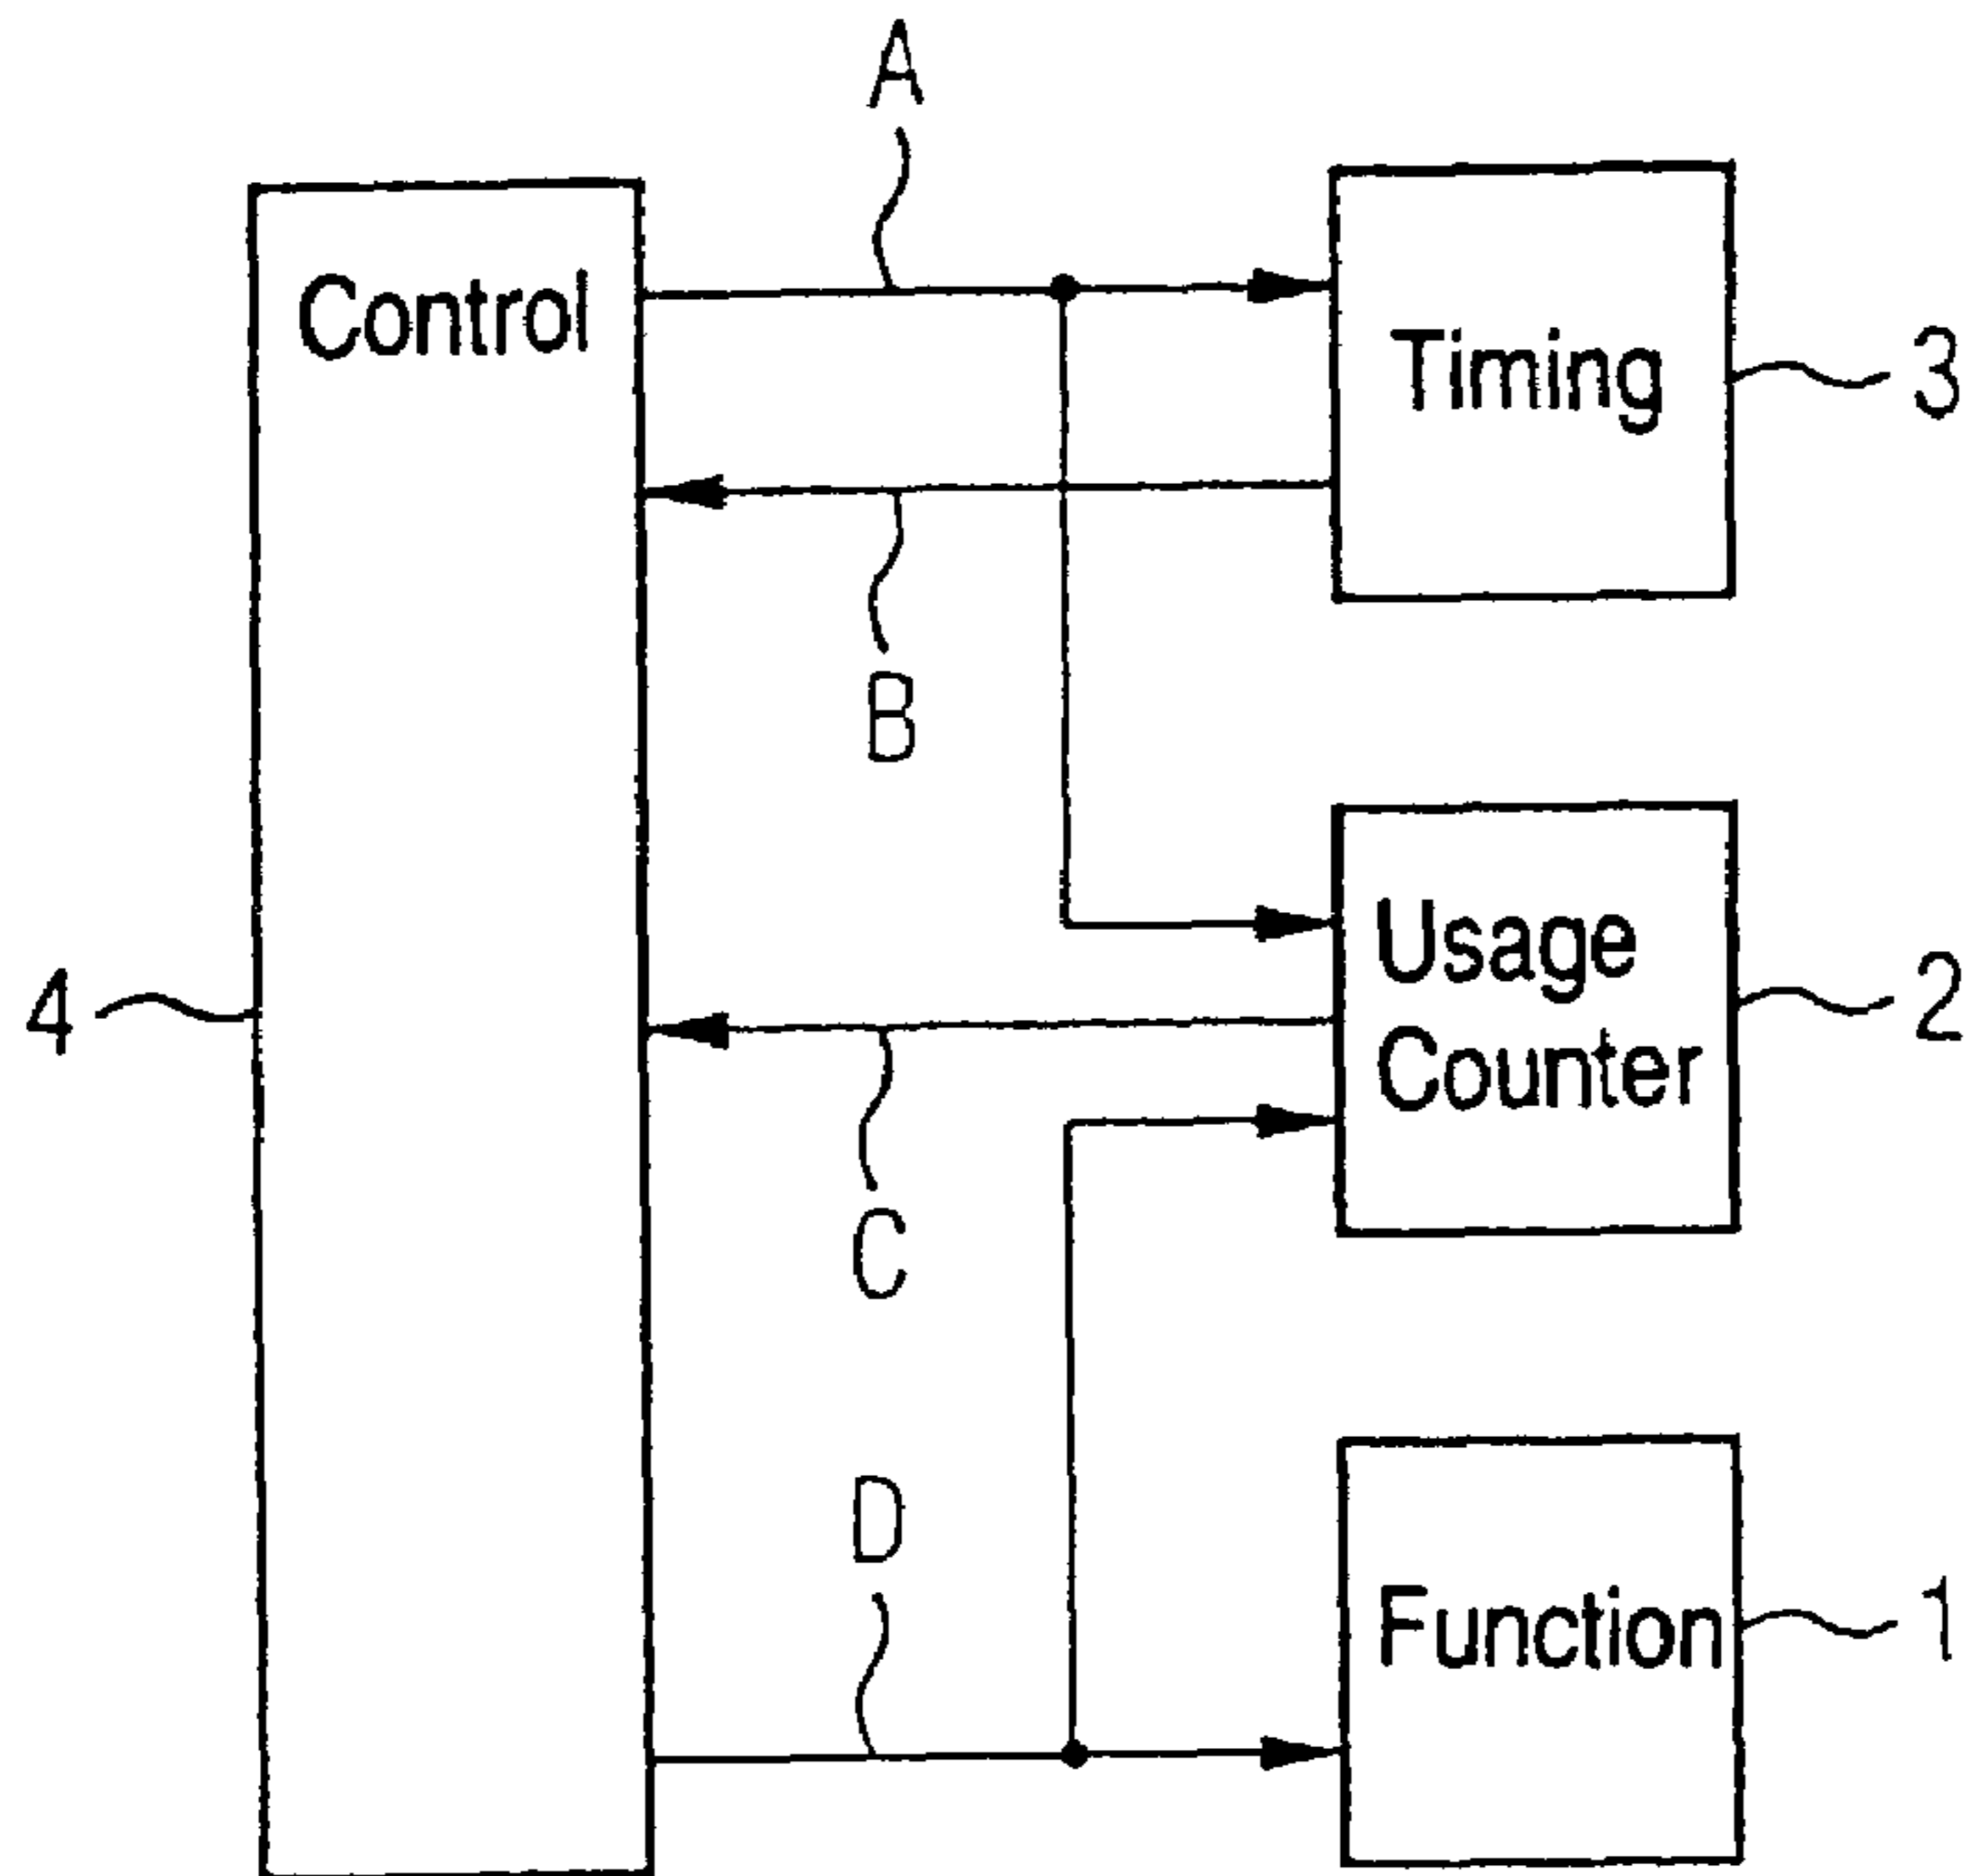 A
Control
Timing
3
B
Usage
Counter
2
4
C
D
Function
1